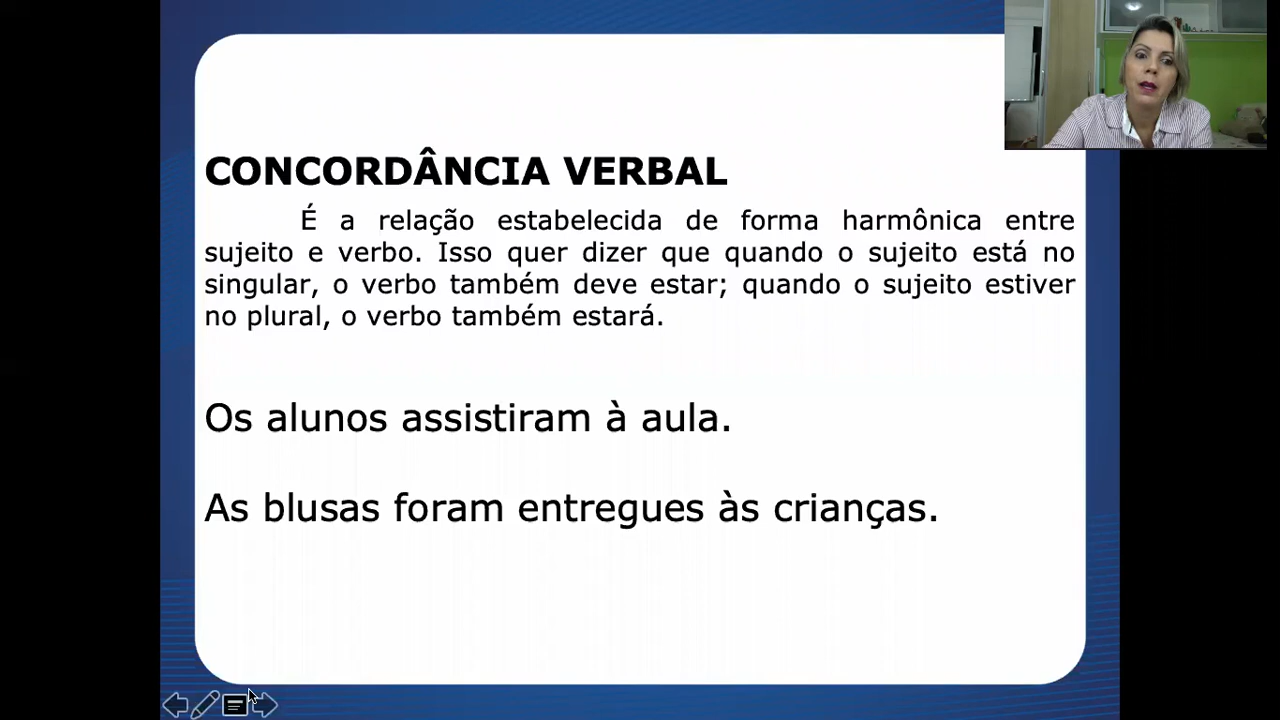 CONCORDÂNCIA VERBAL
É a relação estabelecida de forma harmônica entre
sujeito e verbo. Isso quer dizer que quando o sujeito está no
singular, o verbo também deve estar; quando o sujeito estiver
no plural, o verbo também estará.
Os alunos assistiram à aula.
As blusas foram entregues às crianças.